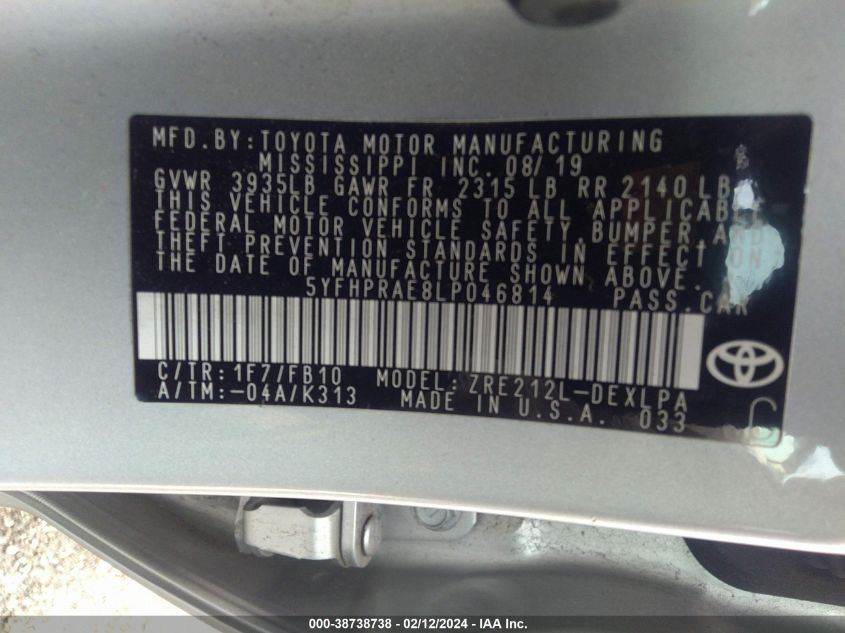 MFD. BY: TOYOTA MOTOR MANUFACTURING
MISSISSIPPI INC. 08/19
GVWR 3935LB GAWR FR 2315 LB RR 2140 LB
THIS VEHICLE CONFORMS TO ALL APPLICABLE
FEDERAL MOTOR VEHICLE SAFETY, BUMPER AND
THEFT PREVENTION STANDARDS IN EFFECT ON
THE DATE OF MANUFACTURE SHOWN ABOVE.
5YFHPRAE8LP046814 PASS. CAR
C/TR: 1F7/FB10 MODEL: ZRE212L-DEXLPA
A/TM: -04A/K313 MADE IN U.S.A. 033
000-38738738 - 02/12/2024 - IAA Inc.